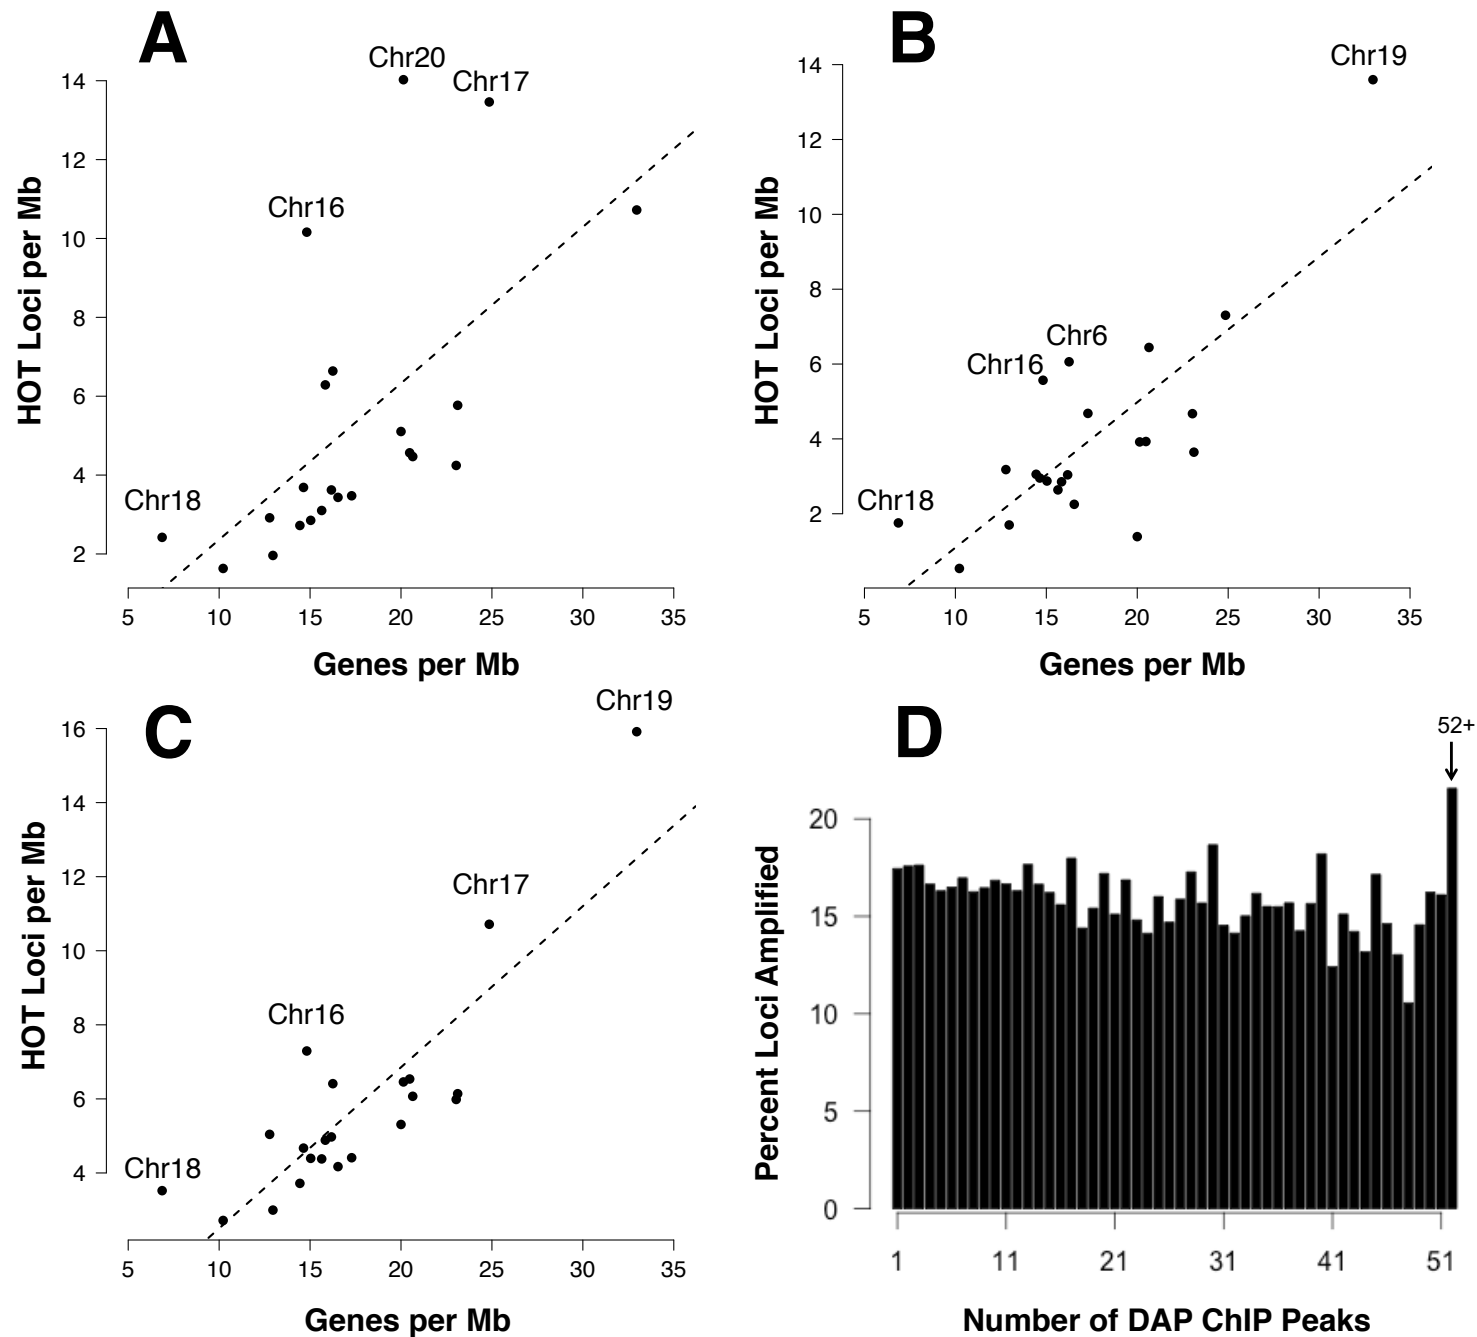 A
Chr20
Chr17
Chr16
Chr18
HOT Loci per Mb
14
12
10
8
6
4
2
5 10 15 20 25 30 35
Genes per Mb
B
Chr19
Chr6
Chr16
Chr18
HOT Loci per Mb
14
12
10
8
6
4
2
5 10 15 20 25 30 35
Genes per Mb
C
Chr19
Chr17
Chr16
Chr18
HOT Loci per Mb
16
14
12
10
8
6
4
5 10 15 20 25 30 35
Genes per Mb
D
52+
Percent Loci Amplified
20
15
10
5
0
1 11 21 31 41 51
Number of DAP ChIP Peaks